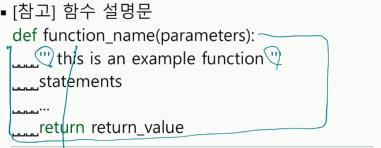 ▪ [참고] 함수 설명문
def function_name(parameters):
␣␣␣␣''' this is an example function '''
␣␣␣␣statements
␣␣␣␣...
␣␣␣␣return return_value